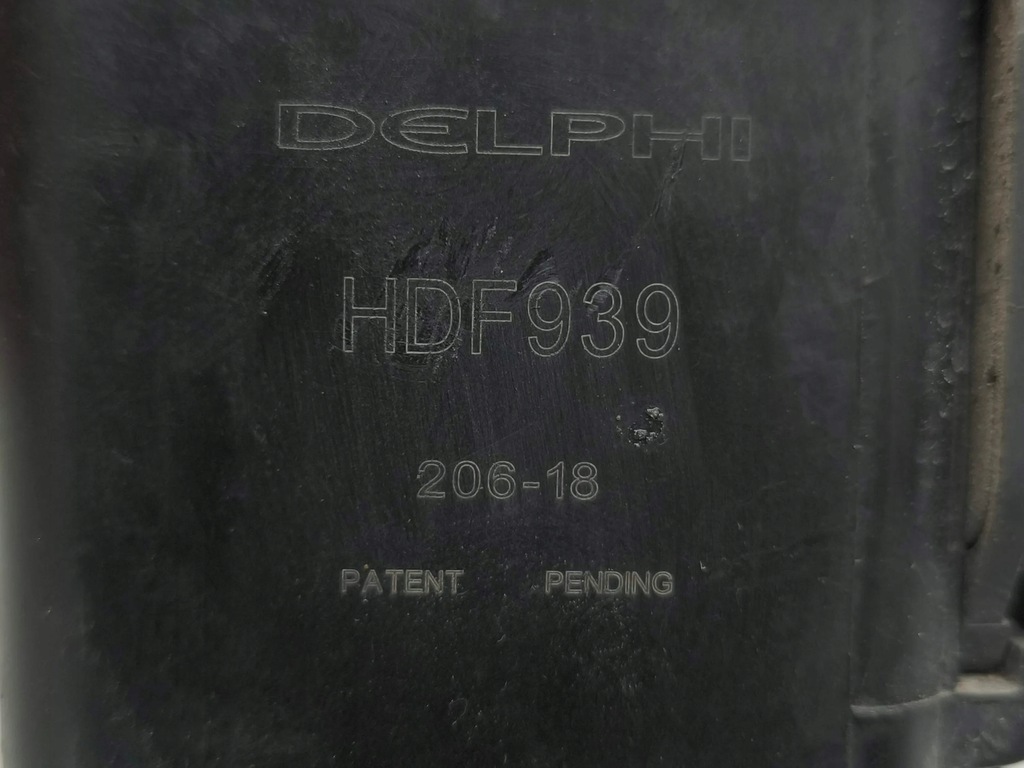 DELPHI
HDF939
206-18
PATENT PENDING